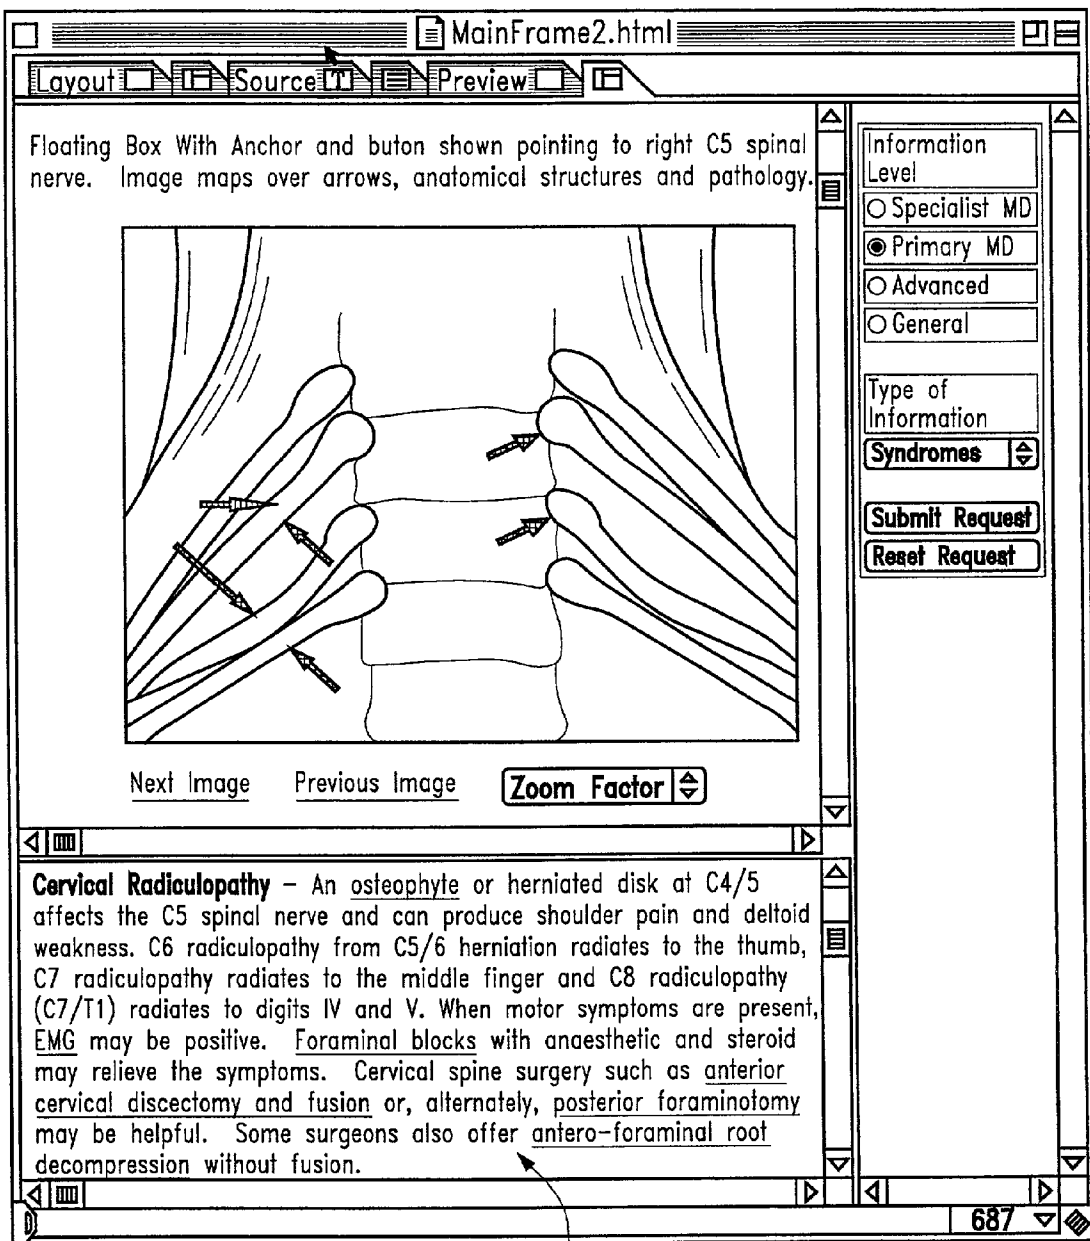 MainFrame2.html
Layout Source T Preview
Floating Box With Anchor and buton shown pointing to right C5 spinal
nerve. Image maps over arrows, anatomical structures and pathology.
Next Image Previous Image Zoom Factor
Cervical Radiculopathy – An osteophyte or herniated disk at C4/5
affects the C5 spinal nerve and can produce shoulder pain and deltoid
weakness. C6 radiculopathy from C5/6 herniation radiates to the thumb,
C7 radiculopathy radiates to the middle finger and C8 radiculopathy
(C7/T1) radiates to digits IV and V. When motor symptoms are present,
EMG may be positive. Foraminal blocks with anaesthetic and steroid
may relieve the symptoms. Cervical spine surgery such as anterior
cervical discectomy and fusion or, alternately, posterior foraminotomy
may be helpful. Some surgeons also offer antero-foraminal root
decompression without fusion.
Information
Level
Specialist MD
Primary MD
Advanced
General
Type of
Information
Syndromes
Submit Request
Reset Request
687